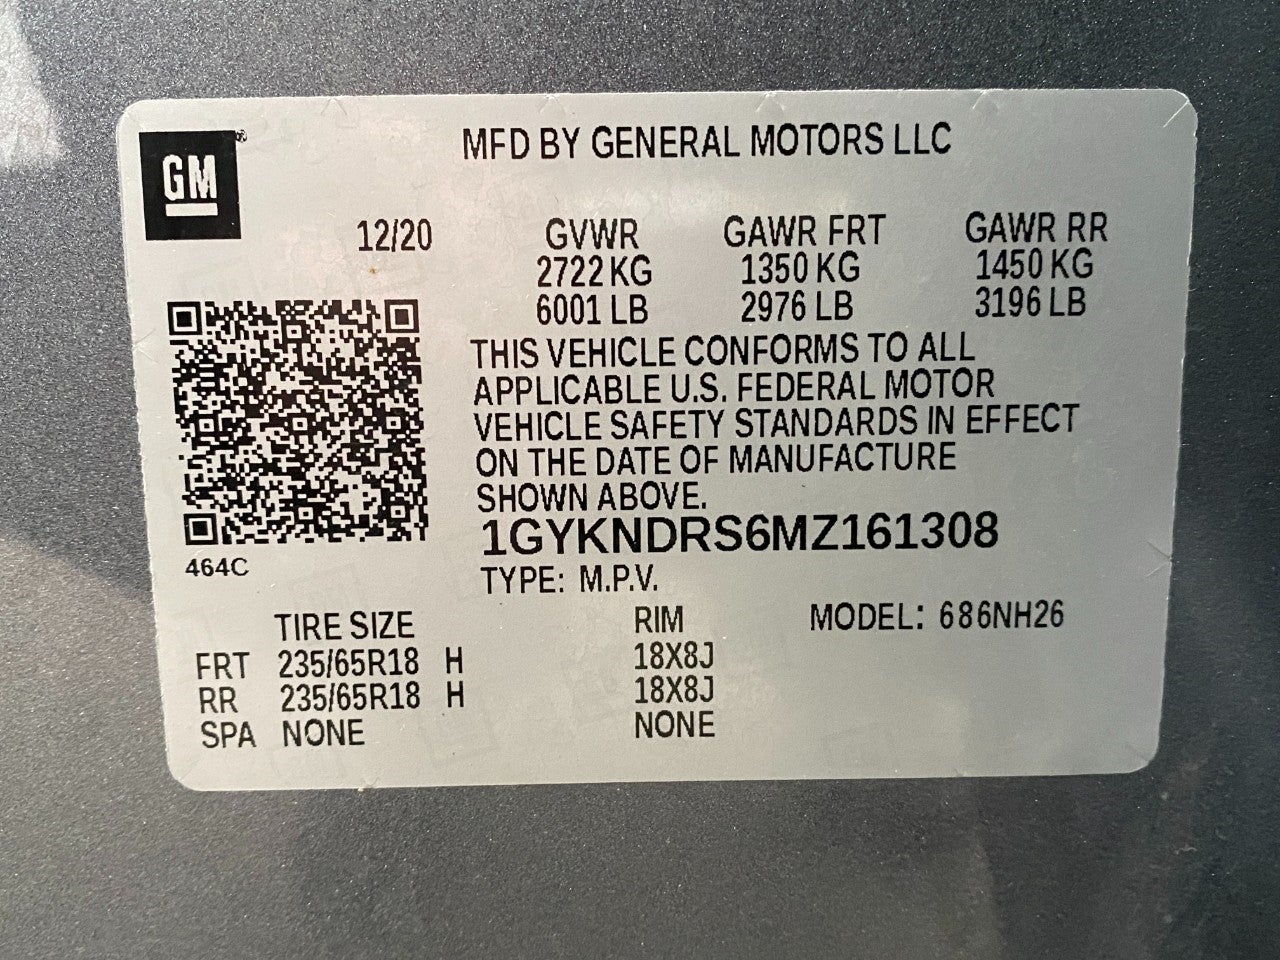 GM
MFD BY GENERAL MOTORS LLC
12/20 GVWR GAWR FRT GAWR RR
2722 KG 1350 KG 1450 KG
6001 LB 2976 LB 3196 LB
THIS VEHICLE CONFORMS TO ALL
APPLICABLE U.S. FEDERAL MOTOR
VEHICLE SAFETY STANDARDS IN EFFECT
ON THE DATE OF MANUFACTURE
SHOWN ABOVE.
1GYKNDRS6MZ161308
464C
TYPE: M.P.V.
TIRE SIZE RIM MODEL: 686NH26
FRT 235/65R18 H 18X8J
RR 235/65R18 H 18X8J
SPA NONE NONE